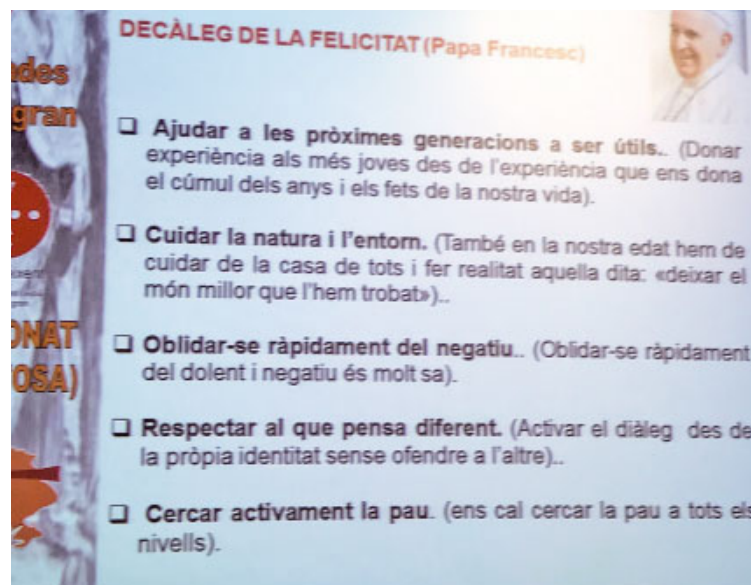 DECÀLEG DE LA FELICITAT (Papa Francesc)
❑ Ajudar a les pròximes generacions a ser útils.. (Donar
experiència als més joves des de l'experiència que ens dona
el cúmul dels anys i els fets de la nostra vida).
❑ Cuidar la natura i l'entorn. (També en la nostra edat hem de
cuidar de la casa de tots i fer realitat aquella dita: «deixar el
món millor que l'hem trobat»)..
❑ Oblidar-se ràpidament del negatiu.. (Oblidar-se ràpidament
del dolent i negatiu és molt sa).
❑ Respectar al que pensa diferent. (Activar el diàleg des de
la pròpia identitat sense ofendre a l'altre)..
❑ Cercar activament la pau. (ens cal cercar la pau a tots els
nivells).
ades
gran
ONAT
OSA)